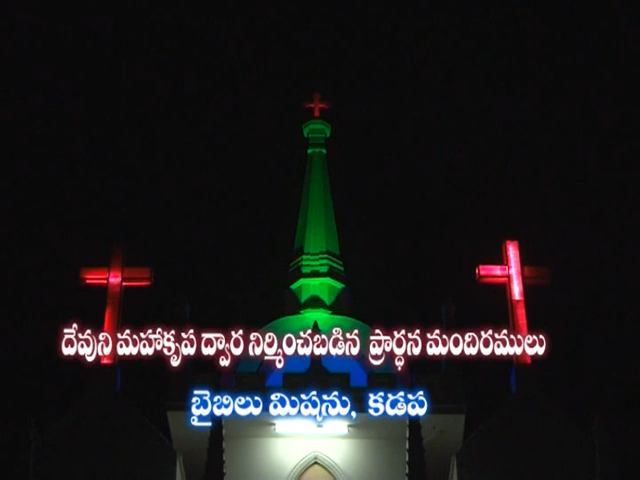 దేవుని మహాకృప ద్వార నిర్మించబడిన ప్రార్ధన మందిరములు
బైబిలు మిషను, కడప